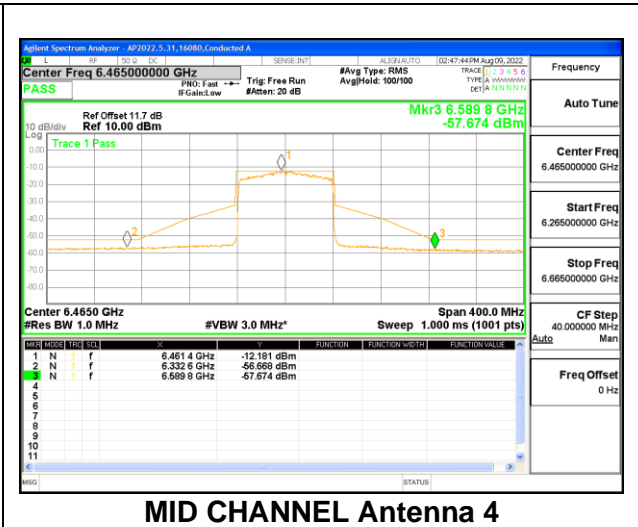 Agilent Spectrum Analyzer - AP2022.5.31,16080,Conducted A
L RF 50 Ω DC SENSE:INT ALIGN AUTO 02:47:44 PM Aug 09, 2022
Center Freq 6.465000000 GHz #Avg Type: RMS TRACE 1 2 3 4 5 6 Frequency
PASS PNO: Fast Trig: Free Run Avg|Hold: 100/100 TYPE A
IFGain:Low #Atten: 20 dB DET A N N N N N
Auto Tune
Ref Offset 11.7 dB Mkr3 6.589 8 GHz
10 dB/div Ref 10.00 dBm -57.674 dBm
Log
Trace 1 Pass
0.00
-10.0
-20.0
-30.0
-40.0
-50.0
-60.0
-70.0
-80.0
1
2
3
Center Freq
6.465000000 GHz
Start Freq
6.265000000 GHz
Stop Freq
6.665000000 GHz
Center 6.4650 GHz Span 400.0 MHz
#Res BW 1.0 MHz #VBW 3.0 MHz* Sweep 1.000 ms (1001 pts)
CF Step
40.000000 MHz
Auto Man
MKR MODE TRC SCL X Y FUNCTION FUNCTION WIDTH FUNCTION VALUE
1 N 1 f 6.461 4 GHz -12.181 dBm
2 N 1 f 6.332 6 GHz -56.668 dBm
3 N 1 f 6.589 8 GHz -57.674 dBm
4
5
6
7
8
9
10
11
Freq Offset
0 Hz
MSG STATUS
MID CHANNEL Antenna 4